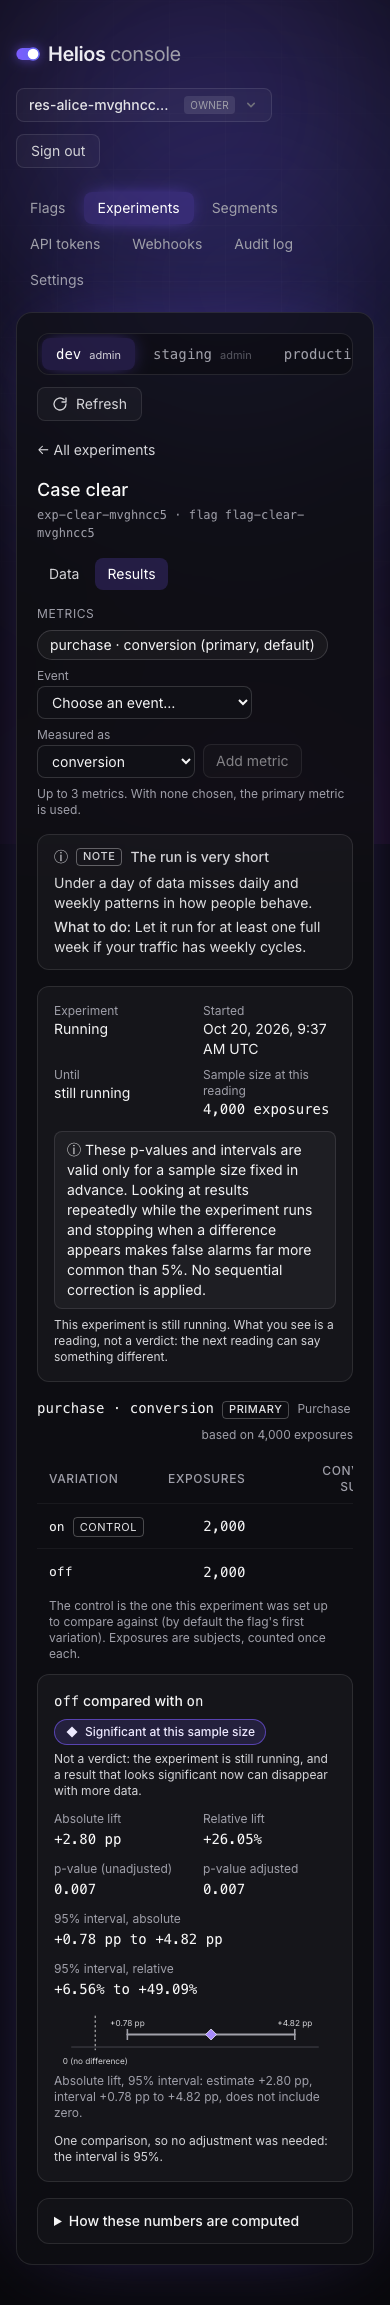 Helios console
res-alice-mvghncc... OWNER
Sign out
Flags Experiments Segments
API tokens Webhooks Audit log
Settings
dev admin staging admin producti
Refresh
← All experiments
Case clear
exp-clear-mvghncc5 · flag flag-clear-
mvghncc5
Data Results
METRICS
purchase · conversion (primary, default)
Event
Choose an event...
Measured as
conversion Add metric
Up to 3 metrics. With none chosen, the primary metric
is used.
ⓘ NOTE The run is very short
Under a day of data misses daily and
weekly patterns in how people behave.
What to do: Let it run for at least one full
week if your traffic has weekly cycles.
Experiment Started
Running Oct 20, 2026, 9:37
AM UTC
Until Sample size at this
still running reading
4,000 exposures
ⓘ These p-values and intervals are
valid only for a sample size fixed in
advance. Looking at results
repeatedly while the experiment runs
and stopping when a difference
appears makes false alarms far more
common than 5%. No sequential
correction is applied.
This experiment is still running. What you see is a
reading, not a verdict: the next reading can say
something different.
purchase · conversion PRIMARY Purchase
based on 4,000 exposures
VARIATION EXPOSURES
on CONTROL 2,000
off 2,000
The control is the one this experiment was set up
to compare against (by default the flag's first
variation). Exposures are subjects, counted once
each.
off compared with on
◆ Significant at this sample size
Not a verdict: the experiment is still running, and
a result that looks significant now can disappear
with more data.
Absolute lift Relative lift
+2.80 pp +26.05%
p-value (unadjusted) p-value adjusted
0.007 0.007
95% interval, absolute
+0.78 pp to +4.82 pp
95% interval, relative
+6.56% to +49.09%
+0.78 pp +4.82 pp
0 (no difference)
Absolute lift, 95% interval: estimate +2.80 pp,
interval +0.78 pp to +4.82 pp, does not include
zero.
One comparison, so no adjustment was needed:
the interval is 95%.
▶ How these numbers are computed